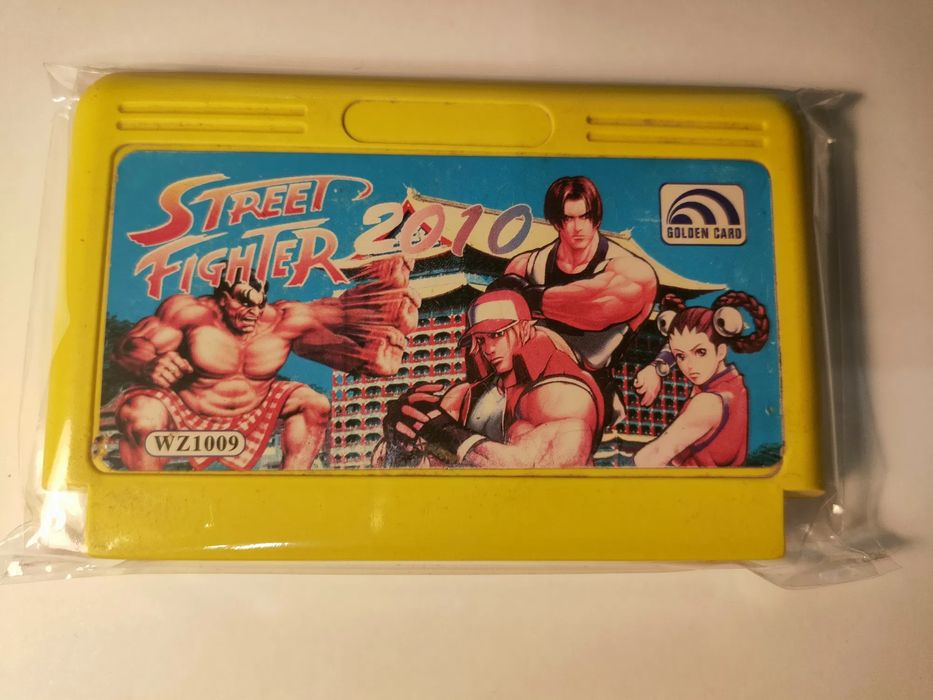 STREET
FIGHTER
2010
GOLDEN CARD
WZ1009